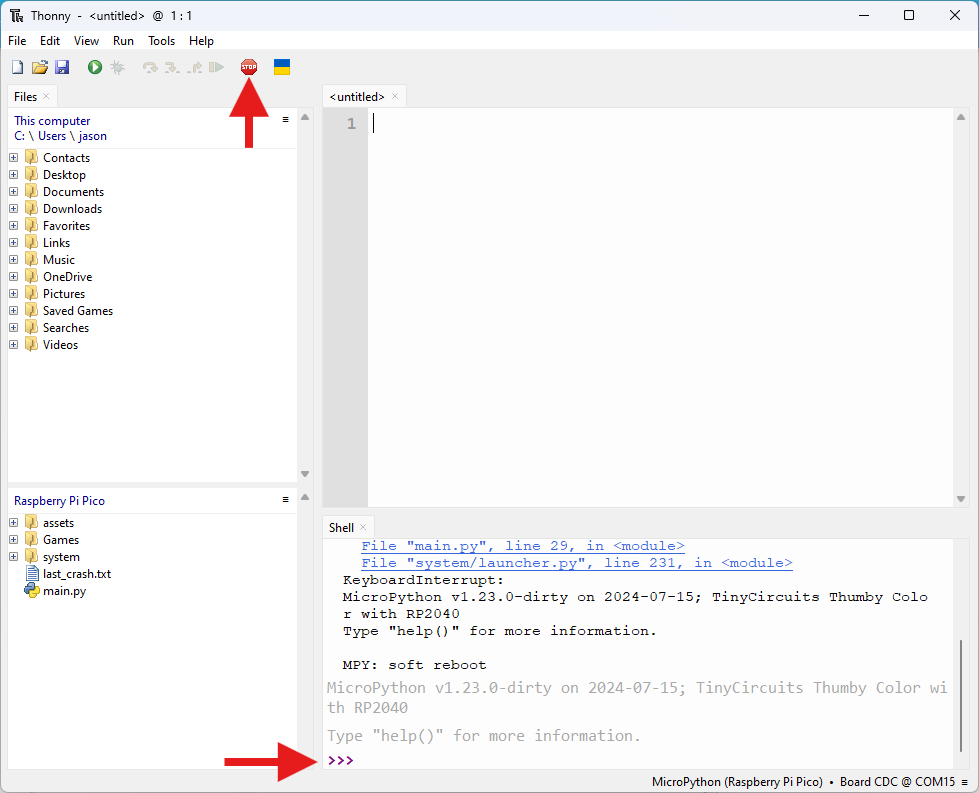 Thonny - <untitled> @ 1 : 1
File Edit View Run Tools Help
STOP
Files
This computer
C: \ Users \ jason
Contacts
Desktop
Documents
Downloads
Favorites
Links
Music
OneDrive
Pictures
Saved Games
Searches
Videos
Raspberry Pi Pico
assets
Games
system
last_crash.txt
main.py
<untitled>
1
Shell
File "main.py", line 29, in <module>
File "system/launcher.py", line 231, in <module>
KeyboardInterrupt:
MicroPython v1.23.0-dirty on 2024-07-15; TinyCircuits Thumby Colo
r with RP2040
Type "help()" for more information.
MPY: soft reboot
MicroPython v1.23.0-dirty on 2024-07-15; TinyCircuits Thumby Color wi
th RP2040
Type "help()" for more information.
>>>
MicroPython (Raspberry Pi Pico) • Board CDC @ COM15 ≡